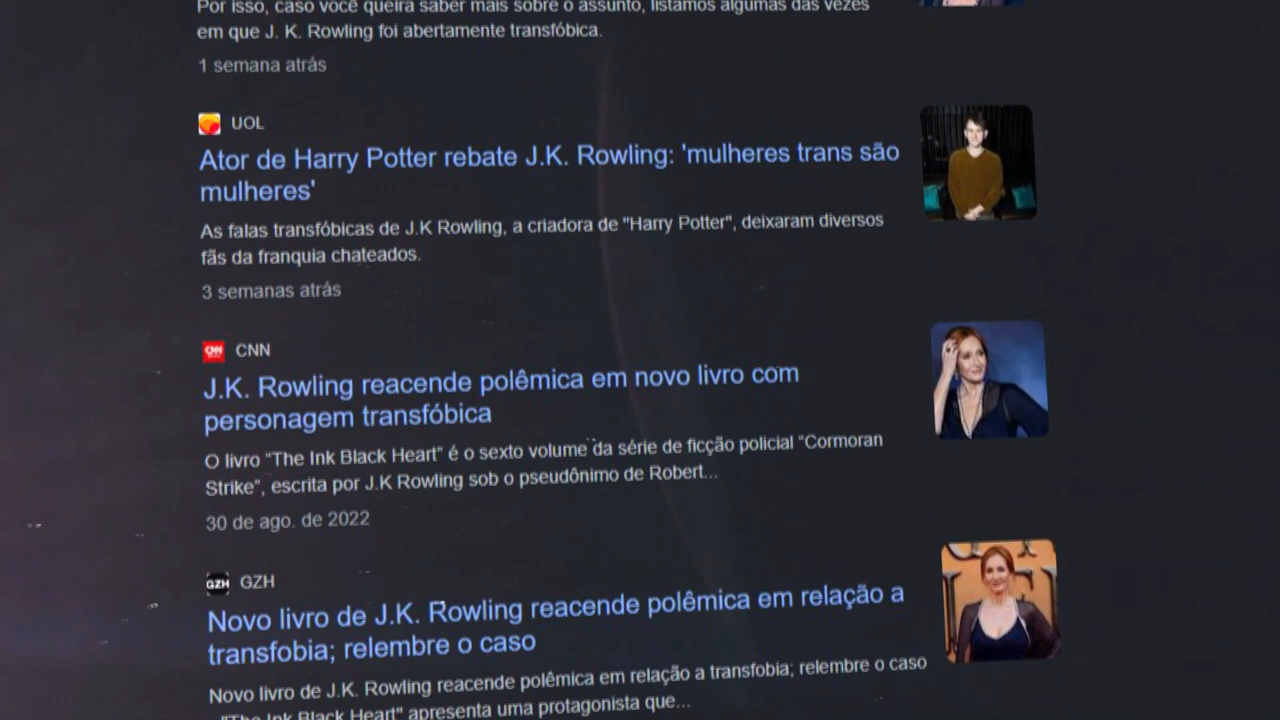 Por isso, caso você queira saber mais sobre o assunto, listamos algumas das vezes
em que J. K. Rowling foi abertamente transfóbica.
1 semana atrás
UOL
Ator de Harry Potter rebate J.K. Rowling: 'mulheres trans são
mulheres'
As falas transfóbicas de J.K Rowling, a criadora de "Harry Potter", deixaram diversos
fãs da franquia chateados.
3 semanas atrás
CNN
CNN
J.K. Rowling reacende polêmica em novo livro com
personagem transfóbica
O livro “The Ink Black Heart” é o sexto volume da série de ficção policial “Cormoran
Strike”, escrita por J.K Rowling sob o pseudônimo de Robert...
30 de ago. de 2022
GZH
GZH
Novo livro de J.K. Rowling reacende polêmica em relação a
transfobia; relembre o caso
Novo livro de J.K. Rowling reacende polêmica em relação a transfobia; relembre o caso
"The Ink Black Heart" apresenta uma protagonista que...